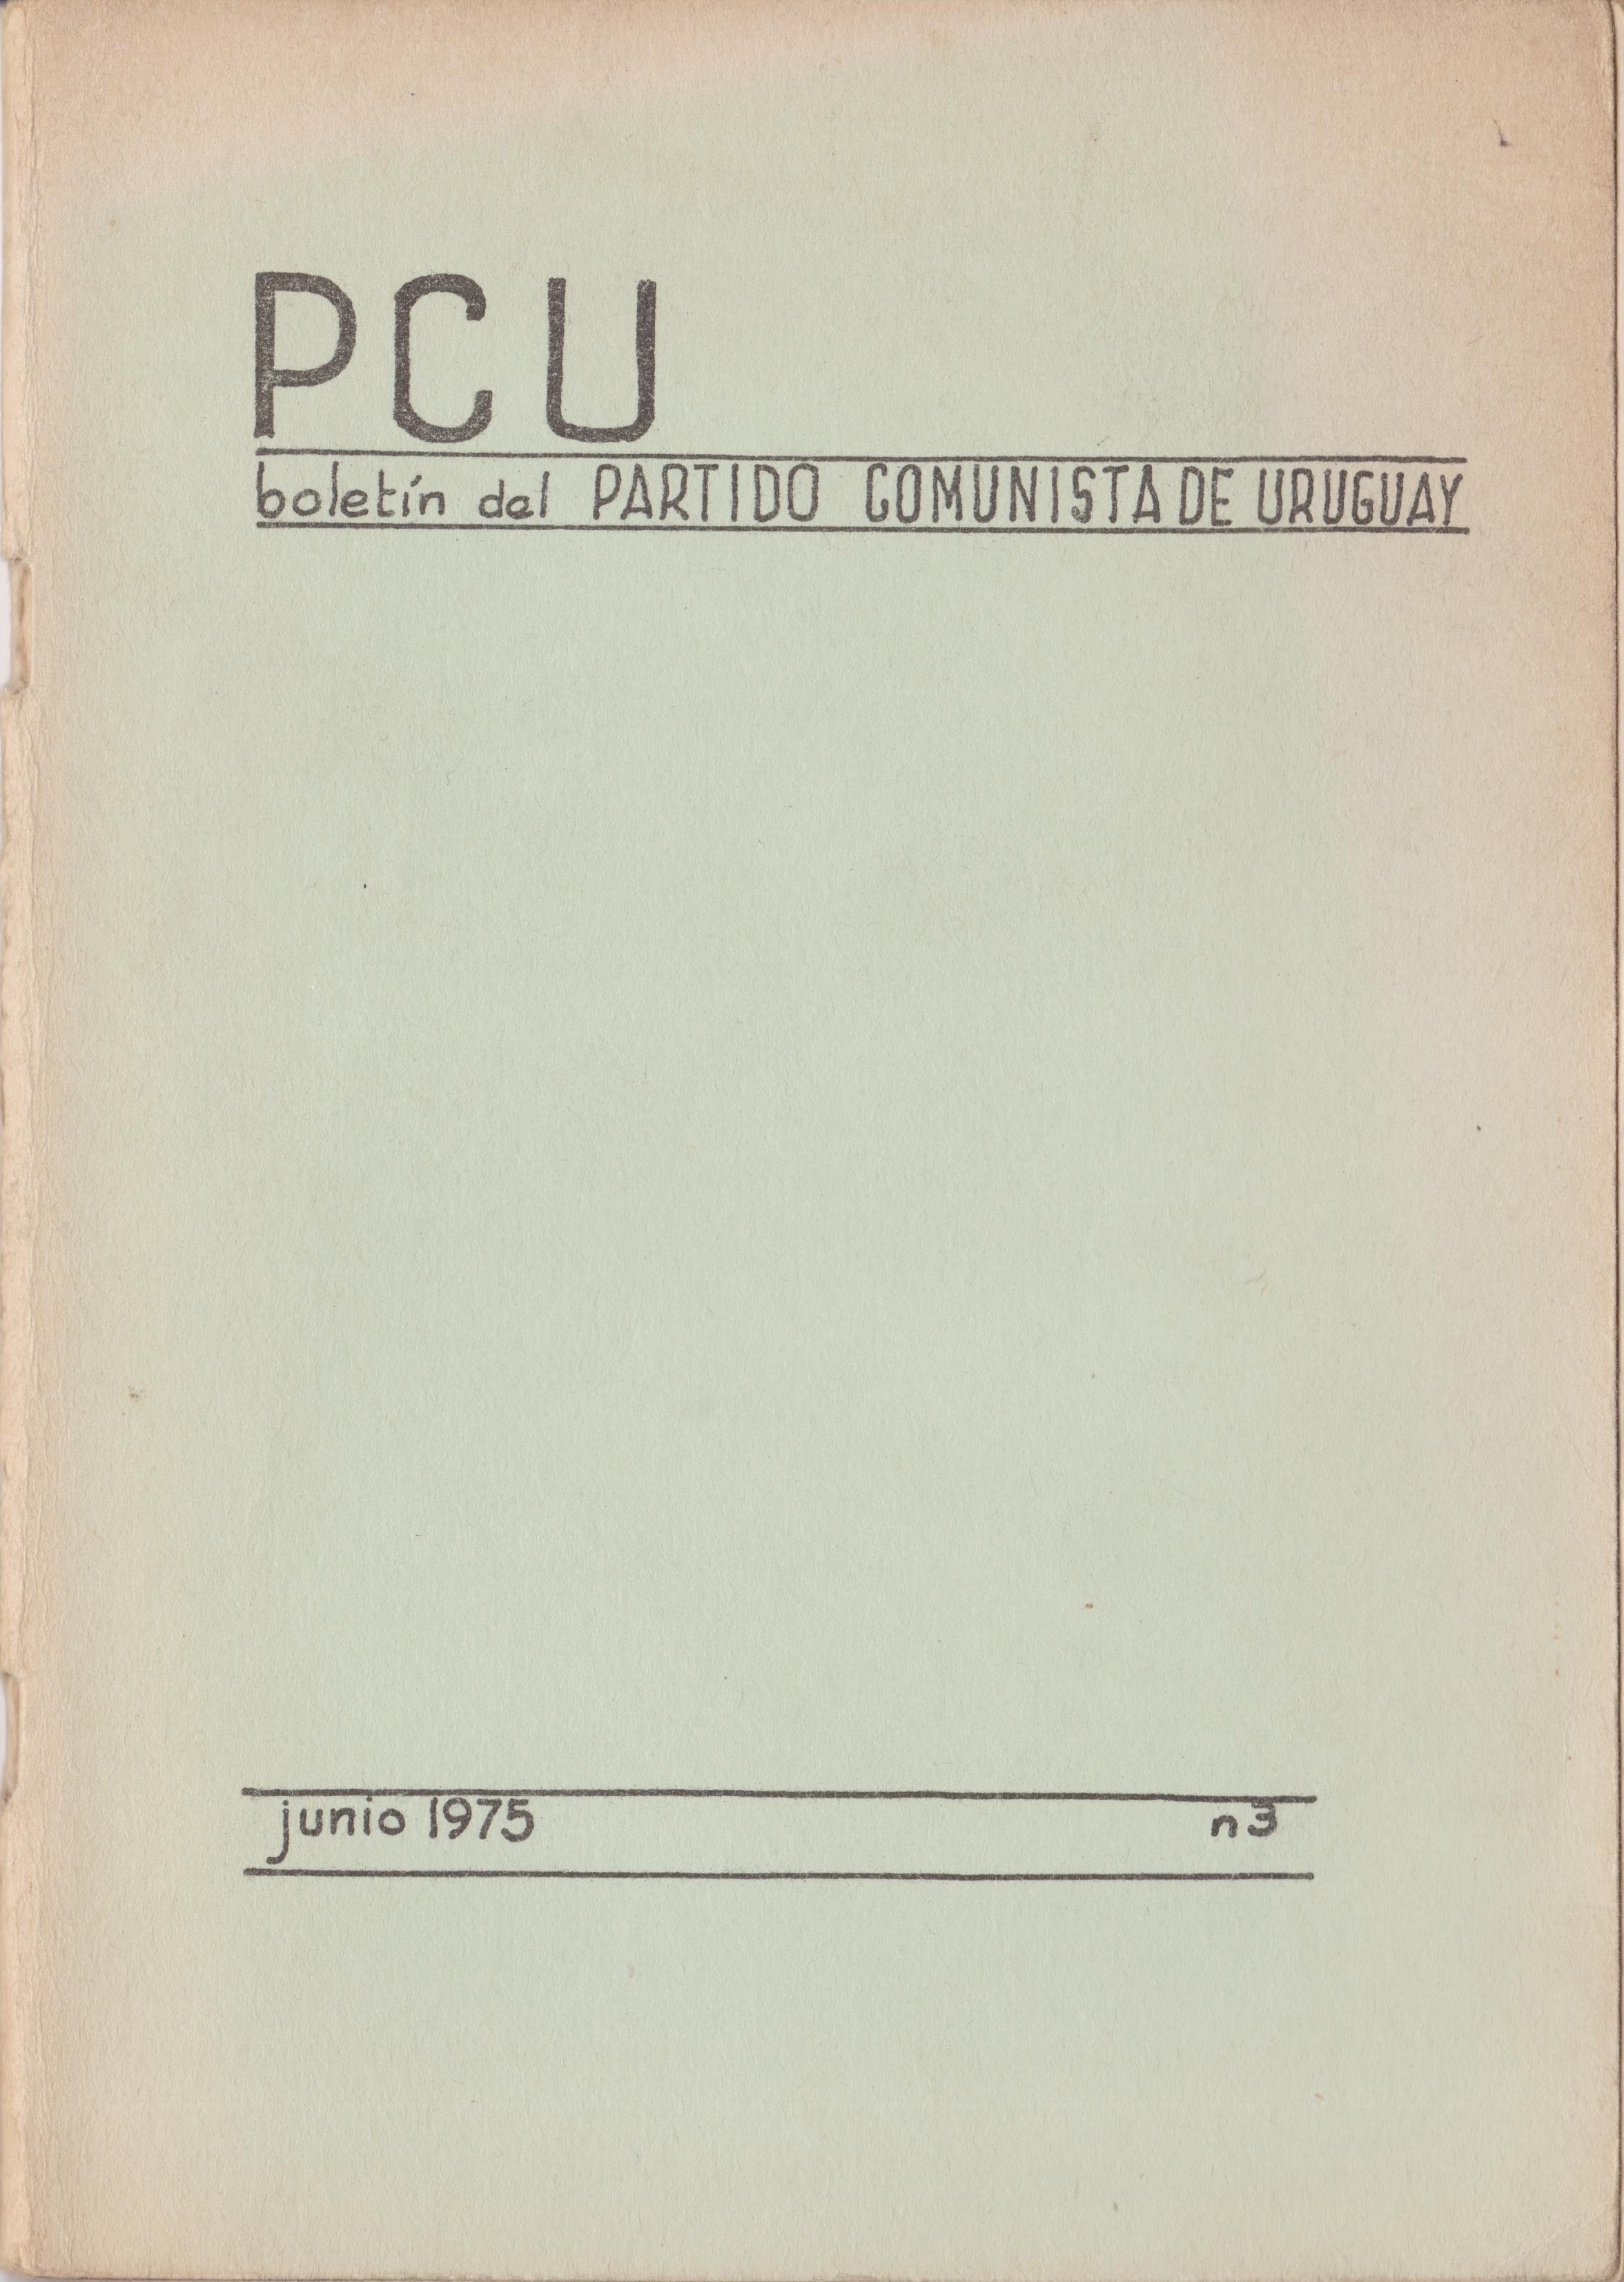 PCU
boletín del PARTIDO COMUNISTA DE URUGUAY
junio 1975 n3